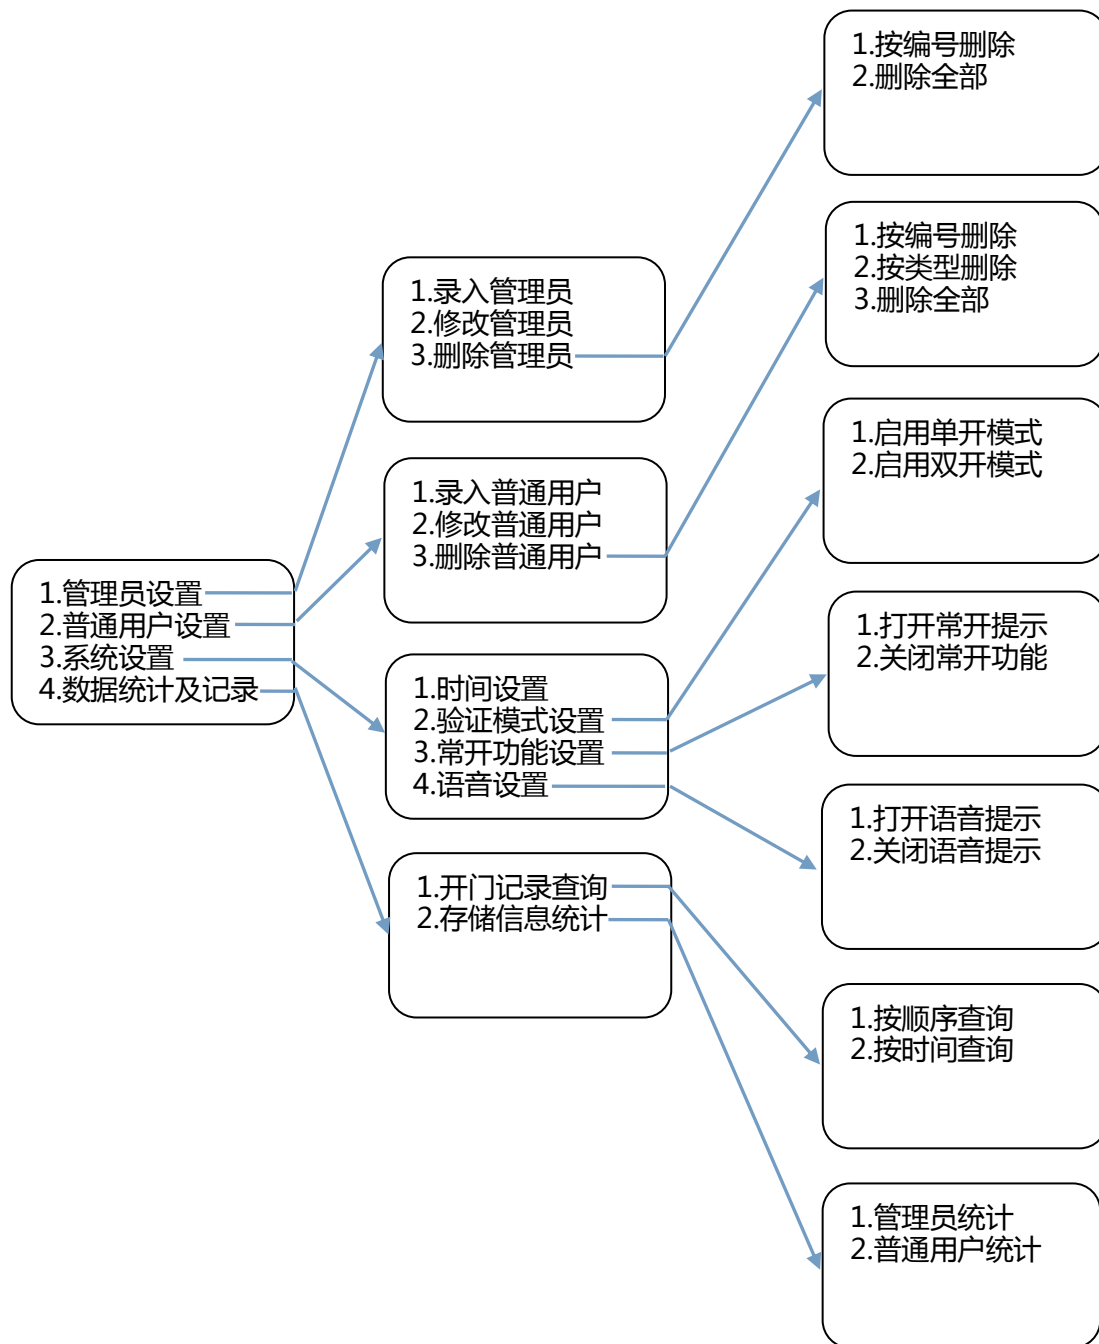 1.管理员设置
2.普通用户设置
3.系统设置
4.数据统计及记录
1.录入管理员
2.修改管理员
3.删除管理员
1.录入普通用户
2.修改普通用户
3.删除普通用户
1.时间设置
2.验证模式设置
3.常开功能设置
4.语音设置
1.开门记录查询
2.存储信息统计
1.按编号删除
2.删除全部
1.按编号删除
2.按类型删除
3.删除全部
1.启用单开模式
2.启用双开模式
1.打开常开提示
2.关闭常开功能
1.打开语音提示
2.关闭语音提示
1.按顺序查询
2.按时间查询
1.管理员统计
2.普通用户统计